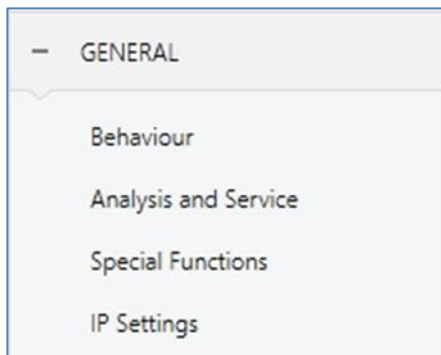 GENERAL
Behaviour
Analysis and Service
Special Functions
IP Settings